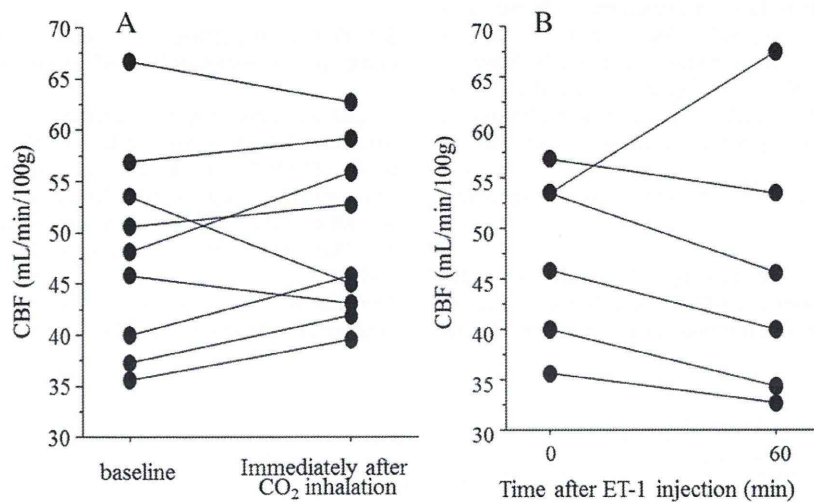 A
70
65
60
55
50
45
40
35
30
CBF (mL/min/100g)
baseline
Immediately after
CO₂ inhalation
B
70
65
60
55
50
45
40
35
30
CBF (mL/min/100g)
0
60
Time after ET-1 injection (min)